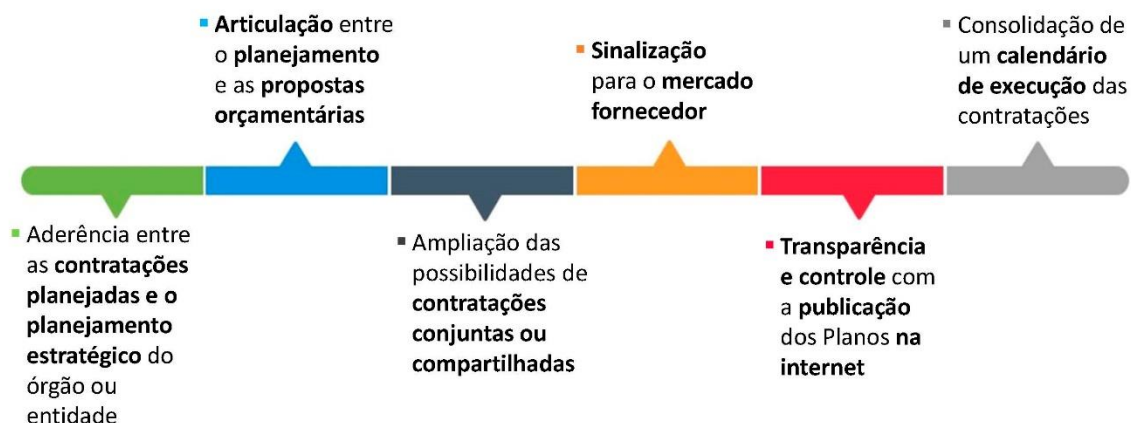 ▪ Aderência entre
as contratações
planejadas e o
planejamento
estratégico do
órgão ou
entidade
▪ Articulação entre
o planejamento
e as propostas
orçamentárias
▪ Ampliação das
possibilidades de
contratações
conjuntas ou
compartilhadas
▪ Sinalização
para o mercado
fornecedor
▪ Transparência
e controle com
a publicação
dos Planos na
internet
▪ Consolidação de
um calendário
de execução das
contratações